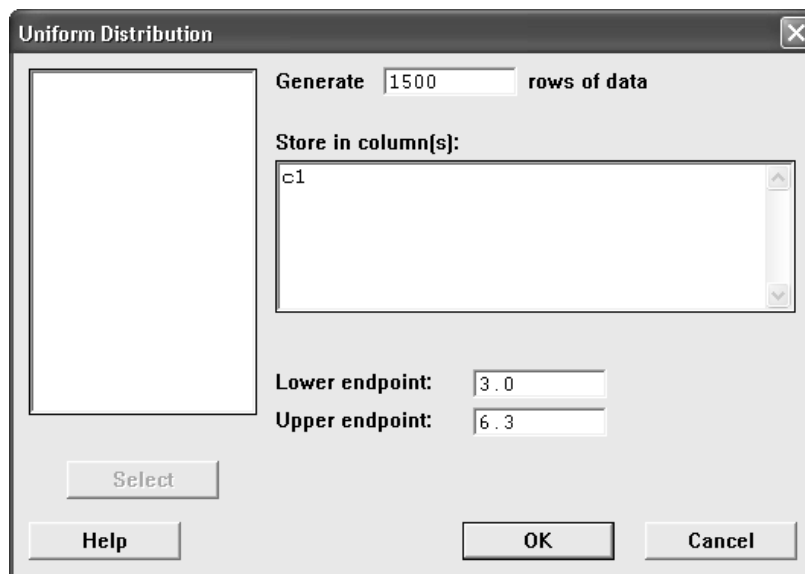 Uniform Distribution
Generate 1500 rows of data
Store in column(s):
c1
Lower endpoint: 3.0
Upper endpoint: 6.3
Select
Help OK Cancel